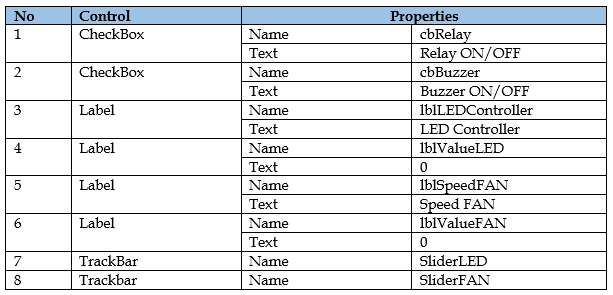 No Control Properties
1 CheckBox Name cbRelay
Text Relay ON/OFF
2 CheckBox Name cbBuzzer
Text Buzzer ON/OFF
3 Label Name lblLEDController
Text LED Controller
4 Label Name lblValueLED
Text 0
5 Label Name lblSpeedFAN
Text Speed FAN
6 Label Name lblValueFAN
Text 0
7 TrackBar Name SliderLED
8 Trackbar Name SliderFAN